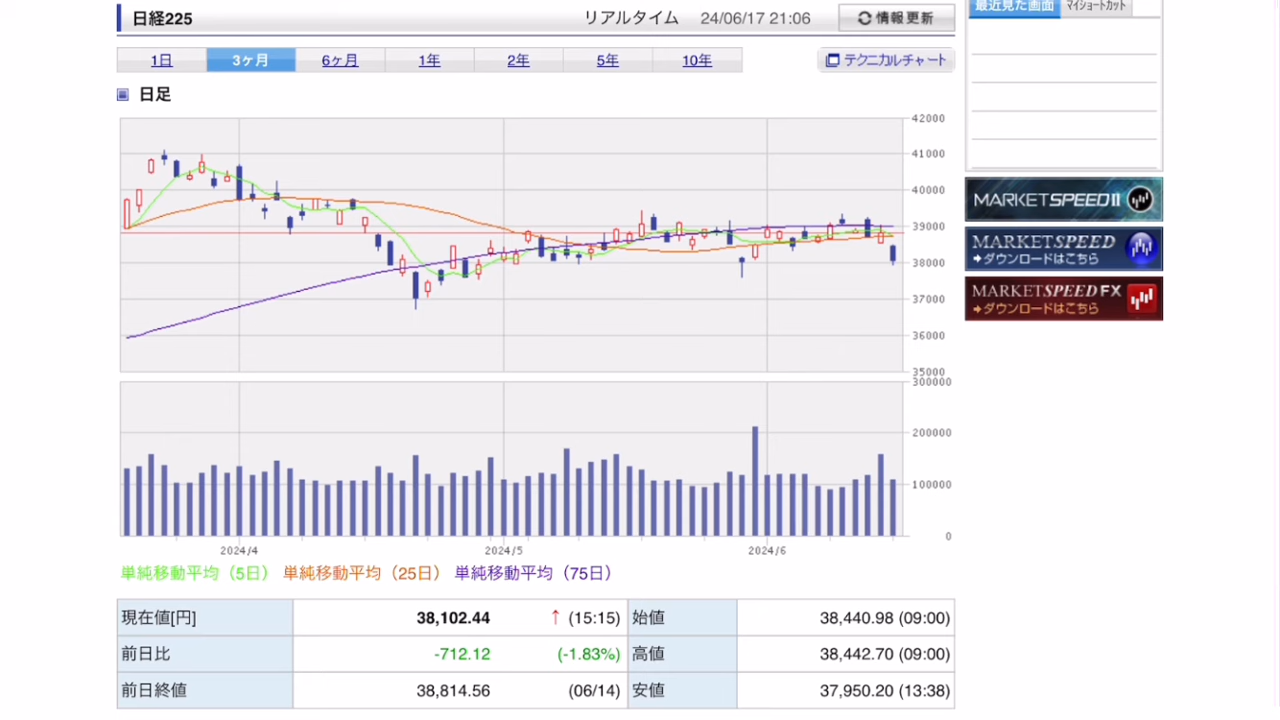 日経225
リアルタイム 24/06/17 21:06 情報更新
最近見た画面 マイショートカット
1日 3ヶ月 6ヶ月 1年 2年 5年 10年 テクニカルチャート
日足
42000
41000
40000
39000
38000
37000
36000
35000
300000
200000
100000
0
2024/4 2024/5 2024/6
単純移動平均（5日） 単純移動平均（25日） 単純移動平均（75日）
現在値[円] 38,102.44 ↑ (15:15) 始値 38,440.98 (09:00)
前日比 -712.12 (-1.83%) 高値 38,442.70 (09:00)
前日終値 38,814.56 (06/14) 安値 37,950.20 (13:38)
MARKETSPEED II
MARKETSPEED
ダウンロードはこちら
MARKETSPEED FX
ダウンロードはこちら